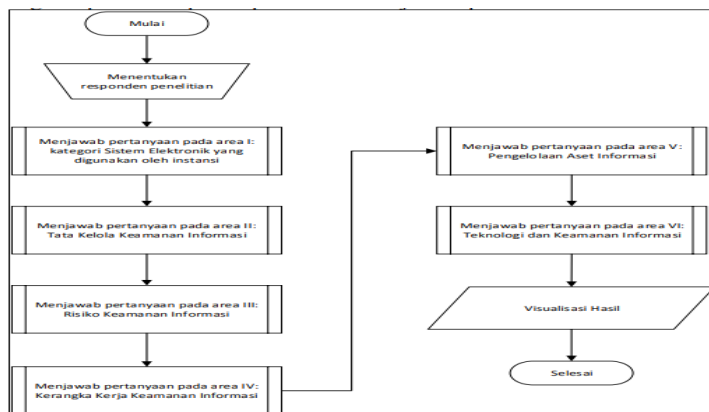 Mulai
Menentukan
responden penelitian
Menjawab pertanyaan pada area I:
kategori Sistem Elektronik yang
digunakan oleh instansi
Menjawab pertanyaan pada area II:
Tata Kelola Keamanan Informasi
Menjawab pertanyaan pada area III:
Risiko Keamanan Informasi
Menjawab pertanyaan pada area IV:
Kerangka Kerja Keamanan Informasi
Menjawab pertanyaan pada area V:
Pengelolaan Aset Informasi
Menjawab pertanyaan pada area VI:
Teknologi dan Keamanan Informasi
Visualisasi Hasil
Selesai